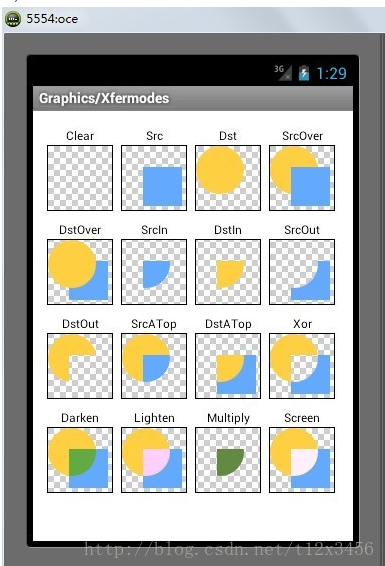 5554:oce
3G 1:29
Graphics/Xfermodes
Clear Src Dst SrcOver
DstOver SrcIn DstIn SrcOut
DstOut SrcATop DstATop Xor
Darken Lighten Multiply Screen
http://blog.csdn.net/t12x3456